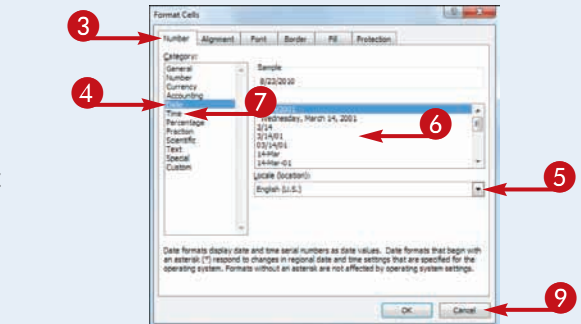 Format Cells
3
Number Alignment Font Border Fill Protection
Category:
General
Number
Currency
Accounting
Date
Time
Percentage
Fraction
Scientific
Text
Special
Custom
4
7
Sample
8/23/2010
Wednesday, March 14, 2001
3/14
3/14/01
03/14/01
14-Mar
14-Mar-01
6
Locale (location):
English (U.S.)
5
Date formats display date and time serial numbers as date values. Date formats that begin with
an asterisk (*) respond to changes in regional date and time settings that are specified for the
operating system. Formats without an asterisk are not affected by operating system settings.
OK Cancel
9